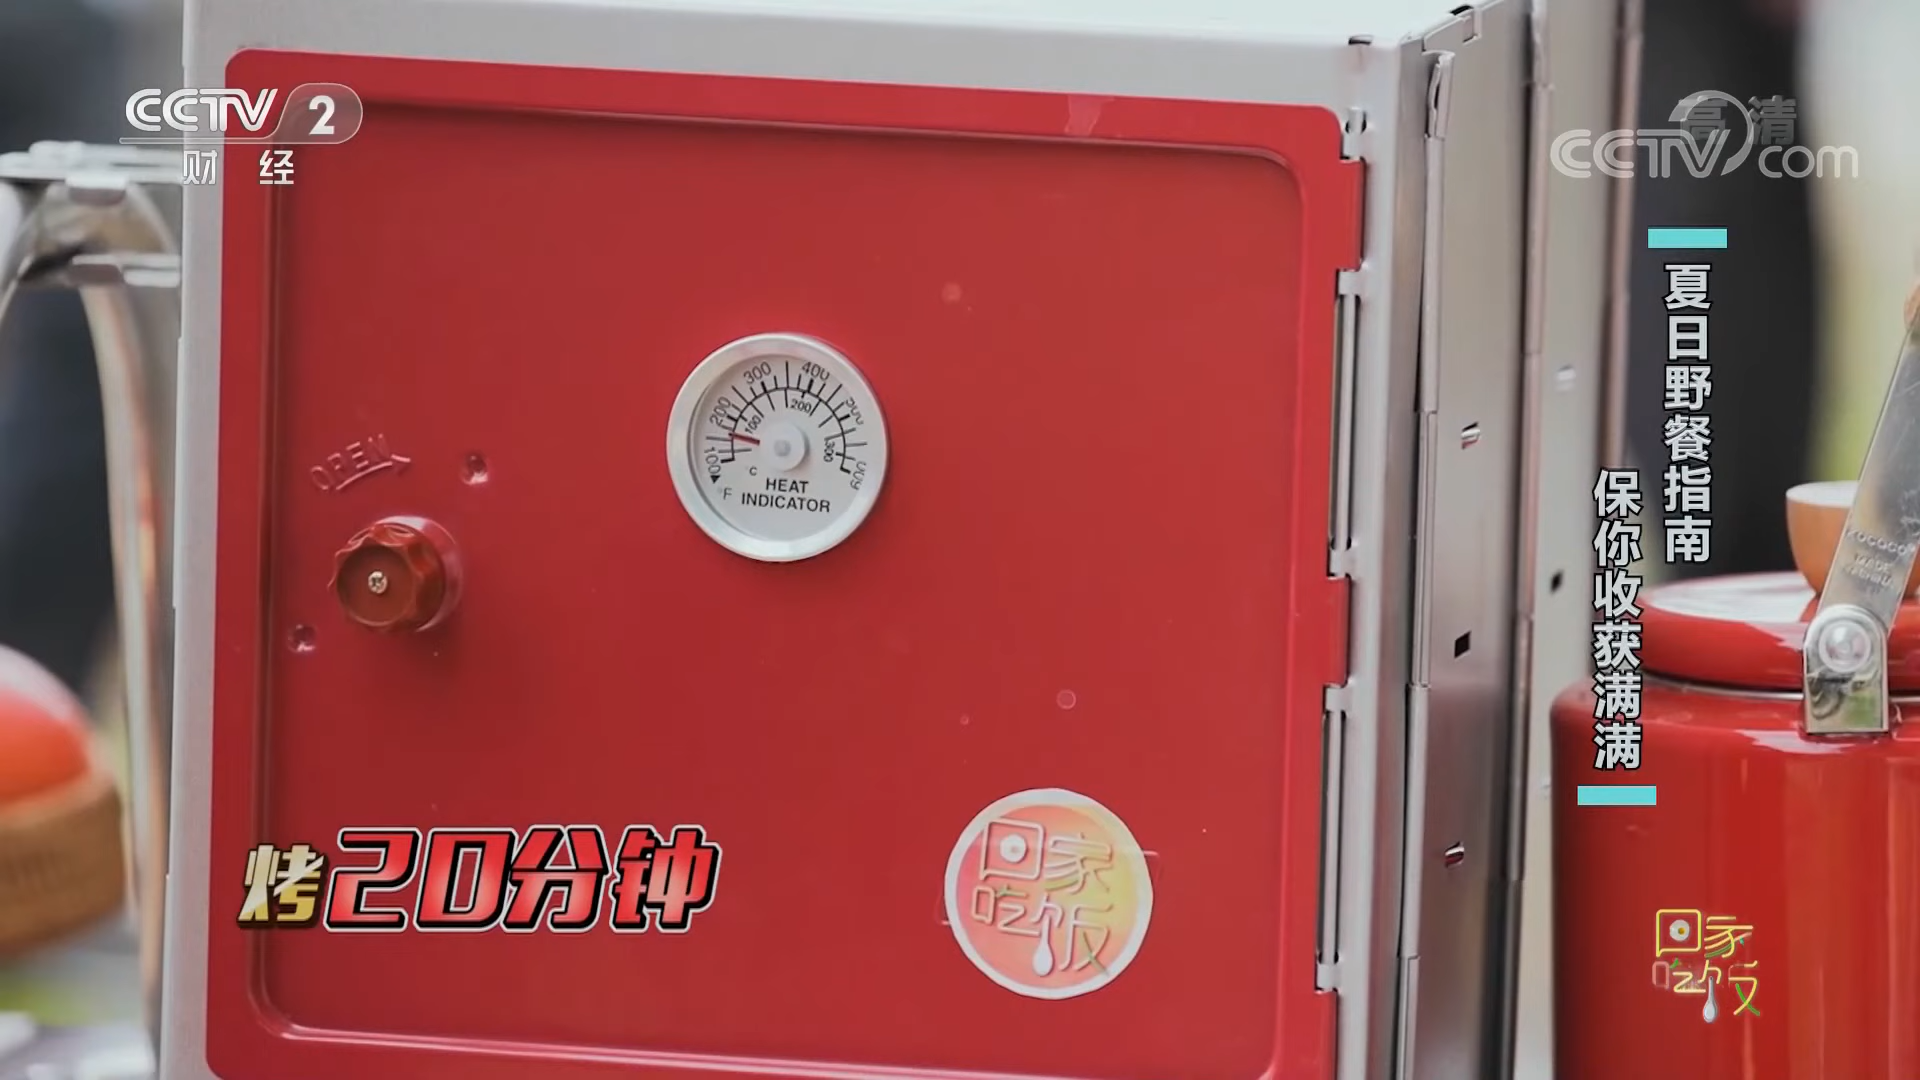 CCTV 2
财经
高清
CCTV com
夏日野餐指南
保你收获满满
300 400
200 500
100 200
100 300 600
°F C
HEAT
INDICATOR
OPEN
烤20分钟
回家
吃饭
回家
吃饭